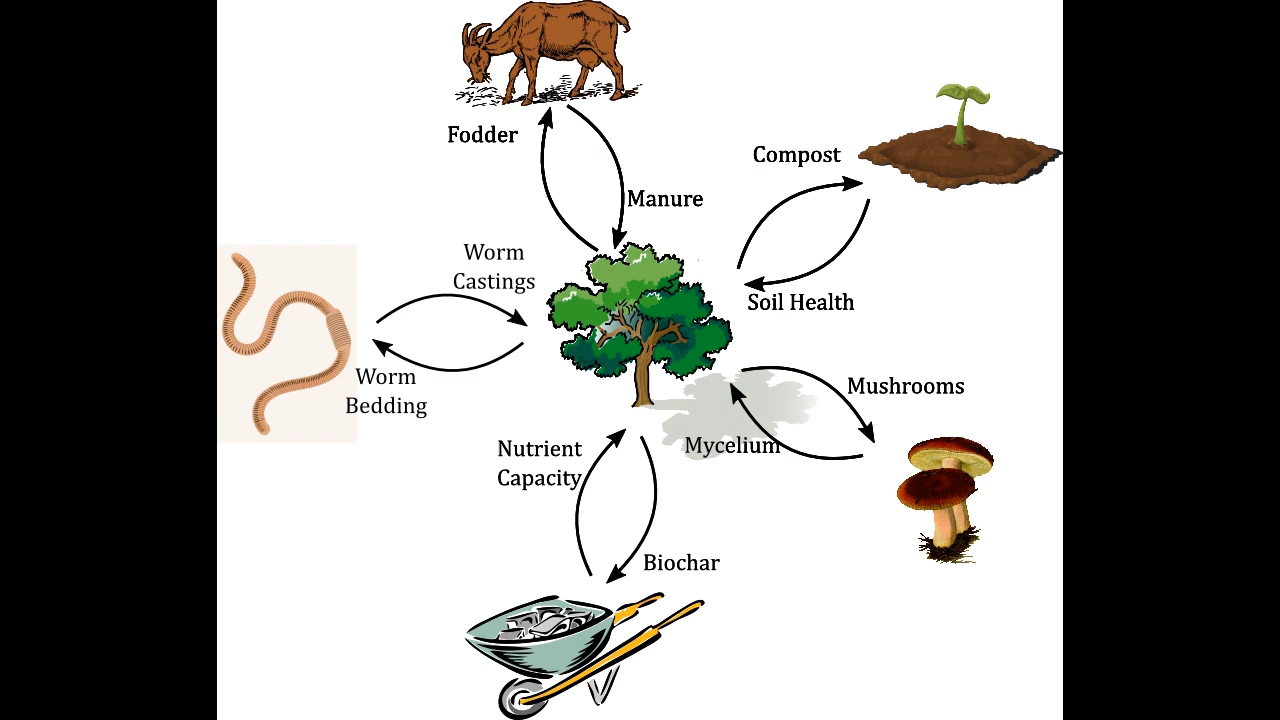 Fodder
Manure
Compost
Soil Health
Worm
Castings
Worm
Bedding
Mushrooms
Mycelium
Nutrient
Capacity
Biochar